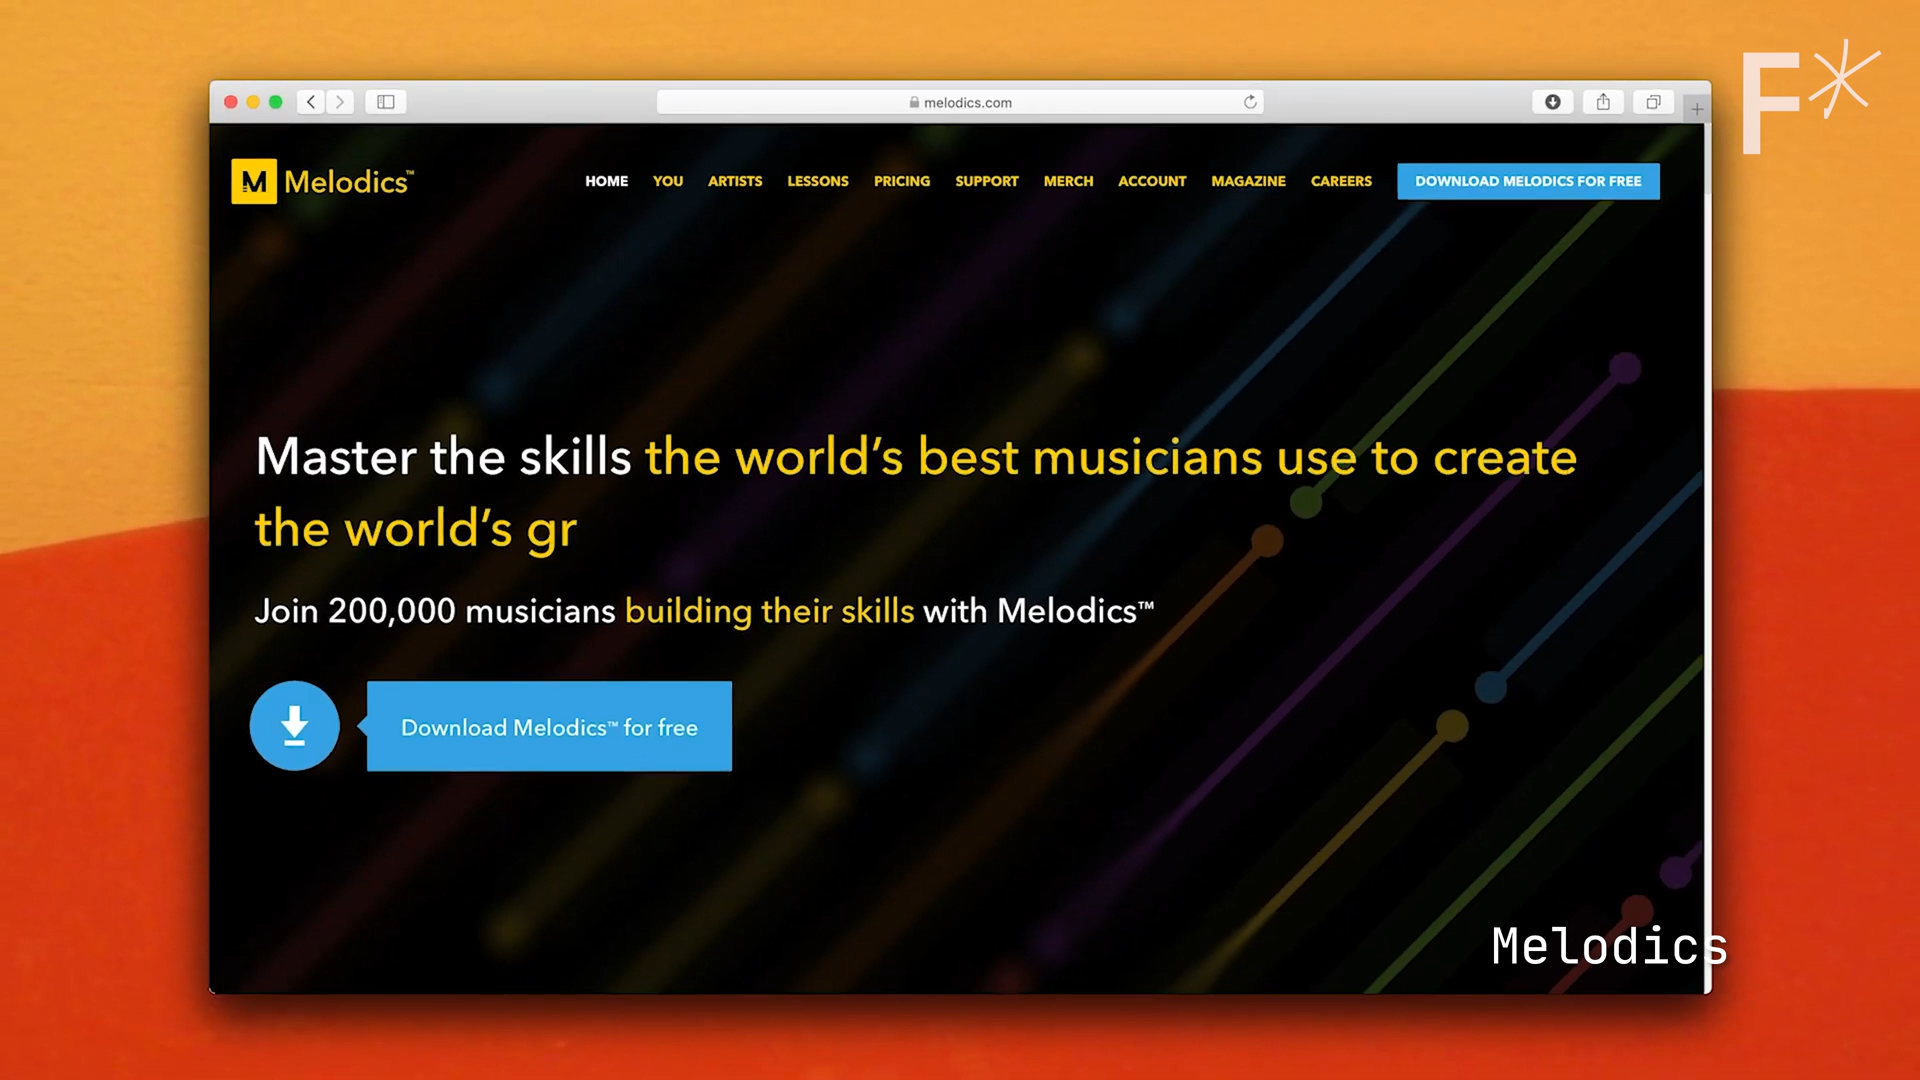 F*
melodics.com
M Melodics™
HOME YOU ARTISTS LESSONS PRICING SUPPORT MERCH ACCOUNT MAGAZINE CAREERS DOWNLOAD MELODICS FOR FREE
Master the skills the world's best musicians use to create
the world's gr
Join 200,000 musicians building their skills with Melodics™
Download Melodics™ for free
Melodics